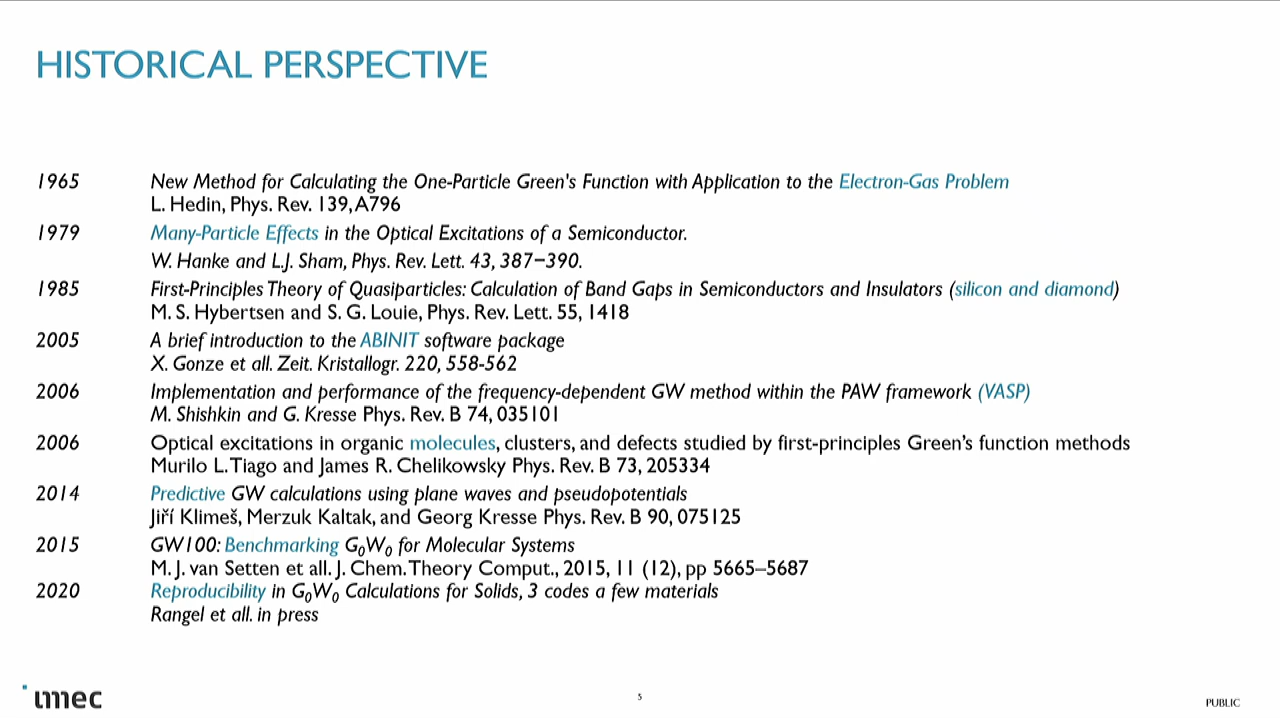 HISTORICAL PERSPECTIVE
1965 New Method for Calculating the One-Particle Green's Function with Application to the Electron-Gas Problem
L. Hedin, Phys. Rev. 139, A796
1979 Many-Particle Effects in the Optical Excitations of a Semiconductor.
W. Hanke and L.J. Sham, Phys. Rev. Lett. 43, 387–390.
1985 First-Principles Theory of Quasiparticles: Calculation of Band Gaps in Semiconductors and Insulators (silicon and diamond)
M. S. Hybertsen and S. G. Louie, Phys. Rev. Lett. 55, 1418
2005 A brief introduction to the ABINIT software package
X. Gonze et all. Zeit. Kristallogr. 220, 558-562
2006 Implementation and performance of the frequency-dependent GW method within the PAW framework (VASP)
M. Shishkin and G. Kresse Phys. Rev. B 74, 035101
2006 Optical excitations in organic molecules, clusters, and defects studied by first-principles Green's function methods
Murilo L. Tiago and James R. Chelikowsky Phys. Rev. B 73, 205334
2014 Predictive GW calculations using plane waves and pseudopotentials
Jiří Klimeš, Merzuk Kaltak, and Georg Kresse Phys. Rev. B 90, 075125
2015 GW100: Benchmarking G₀W₀ for Molecular Systems
M. J. van Setten et all. J. Chem. Theory Comput., 2015, 11 (12), pp 5665–5687
2020 Reproducibility in G₀W₀ Calculations for Solids, 3 codes a few materials
Rangel et all. in press
imec
5
PUBLIC